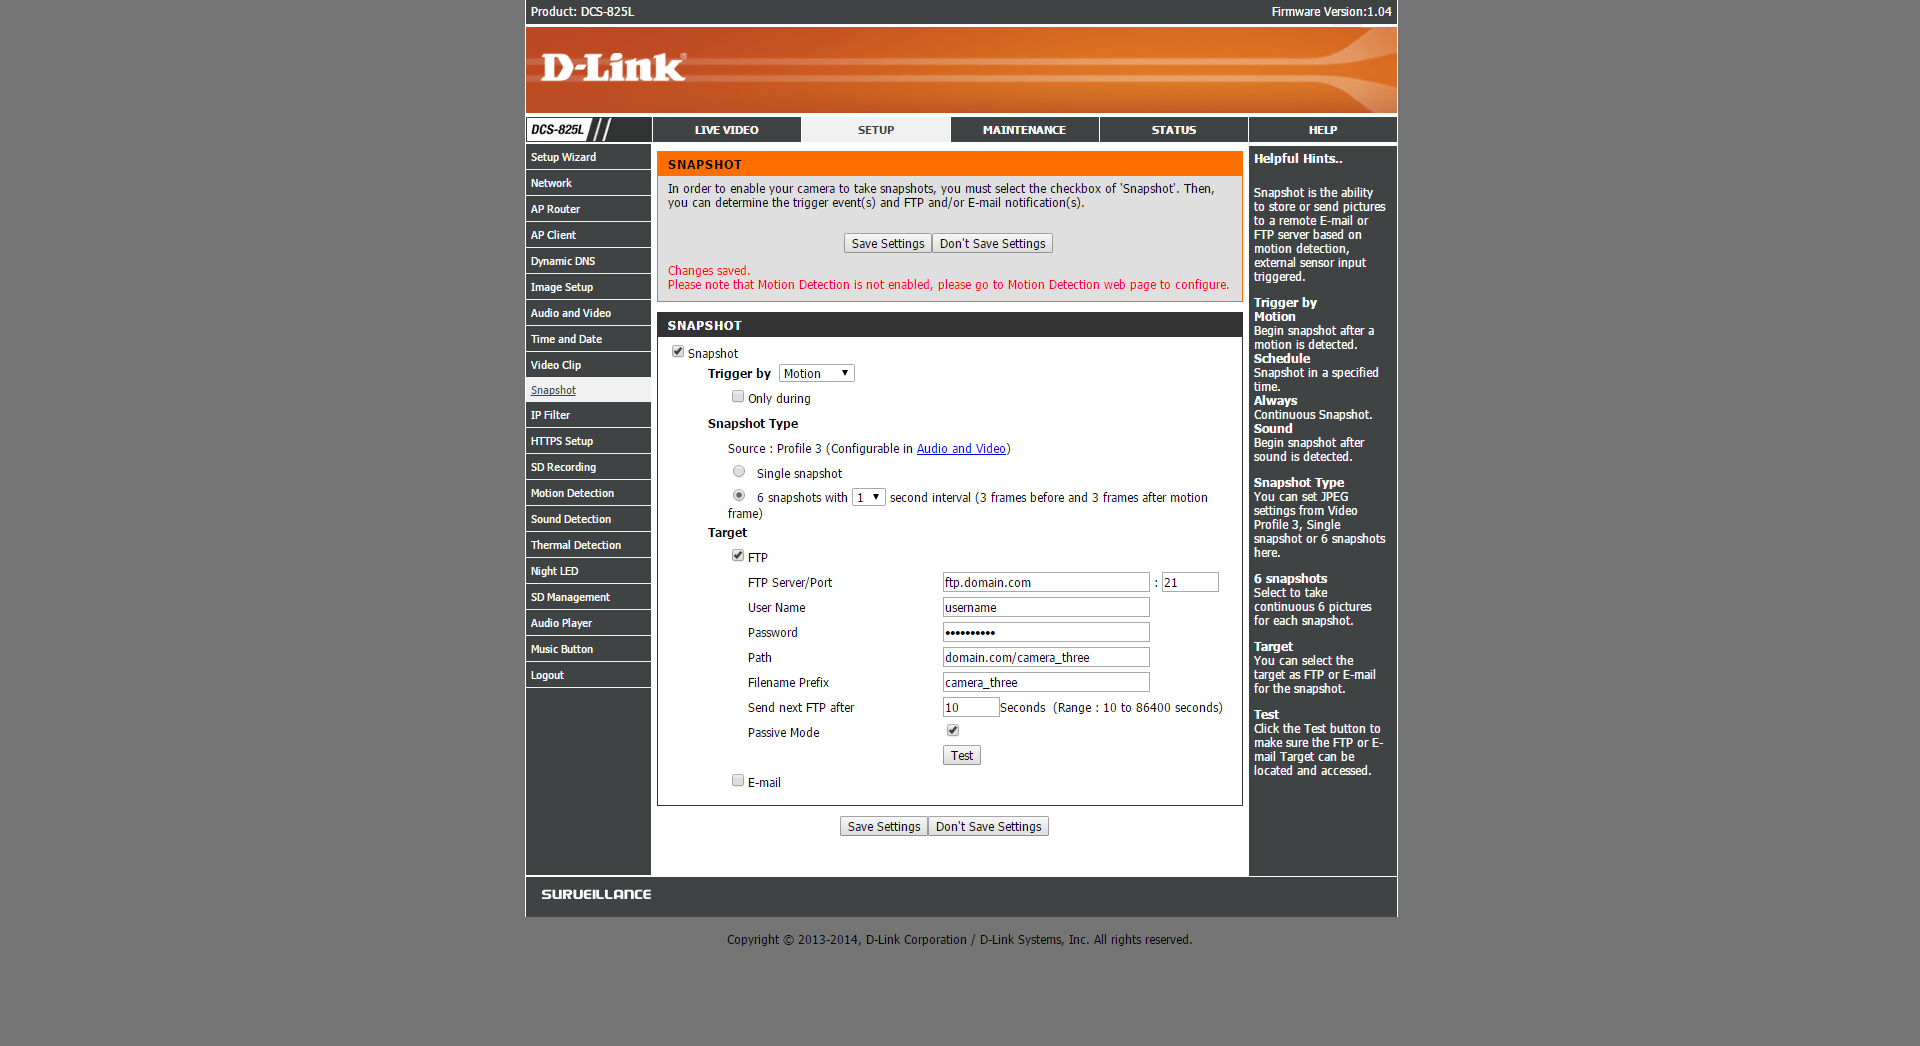 Product: DCS-825L
Firmware Version:1.04
D-Link®
DCS-825L
LIVE VIDEO
SETUP
MAINTENANCE
STATUS
HELP
Setup Wizard
Network
AP Router
AP Client
Dynamic DNS
Image Setup
Audio and Video
Time and Date
Video Clip
Snapshot
IP Filter
HTTPS Setup
SD Recording
Motion Detection
Sound Detection
Thermal Detection
Night LED
SD Management
Audio Player
Music Button
Logout
SNAPSHOT
In order to enable your camera to take snapshots, you must select the checkbox of 'Snapshot'. Then,
you can determine the trigger event(s) and FTP and/or E-mail notification(s).
Save Settings Don't Save Settings
Changes saved.
Please note that Motion Detection is not enabled, please go to Motion Detection web page to configure.
SNAPSHOT
Snapshot
Trigger by Motion
Only during
Snapshot Type
Source : Profile 3 (Configurable in Audio and Video)
Single snapshot
6 snapshots with 1 second interval (3 frames before and 3 frames after motion
frame)
Target
FTP
FTP Server/Port ftp.domain.com : 21
User Name username
Password ••••••••••
Path domain.com/camera_three
Filename Prefix camera_three
Send next FTP after 10 Seconds (Range : 10 to 86400 seconds)
Passive Mode
Test
E-mail
Save Settings Don't Save Settings
Helpful Hints..
Snapshot is the ability
to store or send pictures
to a remote E-mail or
FTP server based on
motion detection,
external sensor input
triggered.
Trigger by
Motion
Begin snapshot after a
motion is detected.
Schedule
Snapshot in a specified
time.
Always
Continuous Snapshot.
Sound
Begin snapshot after
sound is detected.
Snapshot Type
You can set JPEG
settings from Video
Profile 3, Single
snapshot or 6 snapshots
here.
6 snapshots
Select to take
continuous 6 pictures
for each snapshot.
Target
You can select the
target as FTP or E-mail
for the snapshot.
Test
Click the Test button to
make sure the FTP or E-
mail Target can be
located and accessed.
SURVEILLANCE
Copyright © 2013-2014, D-Link Corporation / D-Link Systems, Inc. All rights reserved.